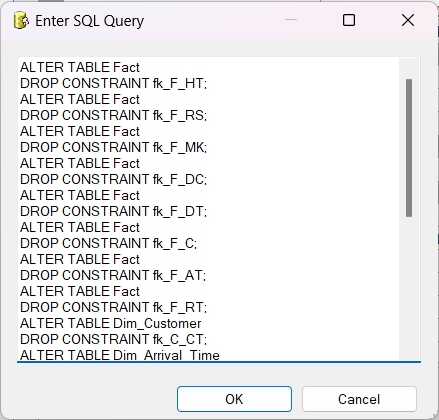 Enter SQL Query
ALTER TABLE Fact
DROP CONSTRAINT fk_F_HT;
ALTER TABLE Fact
DROP CONSTRAINT fk_F_RS;
ALTER TABLE Fact
DROP CONSTRAINT fk_F_MK;
ALTER TABLE Fact
DROP CONSTRAINT fk_F_DC;
ALTER TABLE Fact
DROP CONSTRAINT fk_F_DT;
ALTER TABLE Fact
DROP CONSTRAINT fk_F_C;
ALTER TABLE Fact
DROP CONSTRAINT fk_F_AT;
ALTER TABLE Fact
DROP CONSTRAINT fk_F_RT;
ALTER TABLE Dim_Customer
DROP CONSTRAINT fk_C_CT;
ALTER TABLE Dim_Arrival_Time
OK
Cancel